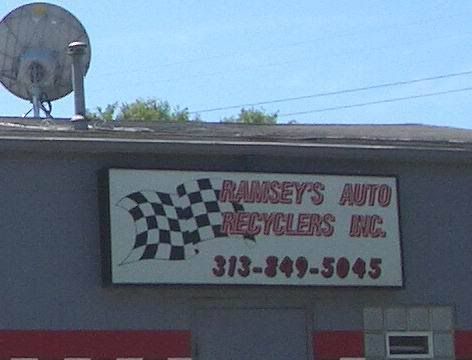 RAMSEY'S AUTO
RECYCLERS INC.
313-849-5045